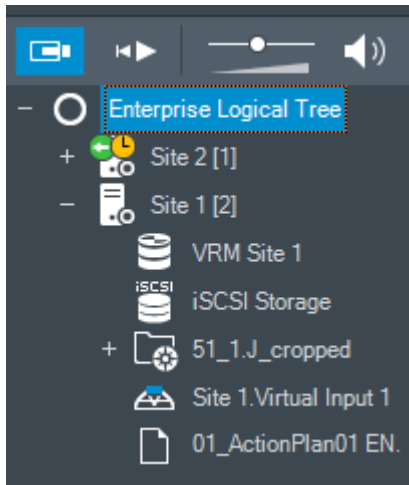 Enterprise Logical Tree
Site 2 [1]
Site 1 [2]
VRM Site 1
iSCSI
iSCSI Storage
51_1.J_cropped
Site 1.Virtual Input 1
01_ActionPlan01 EN.